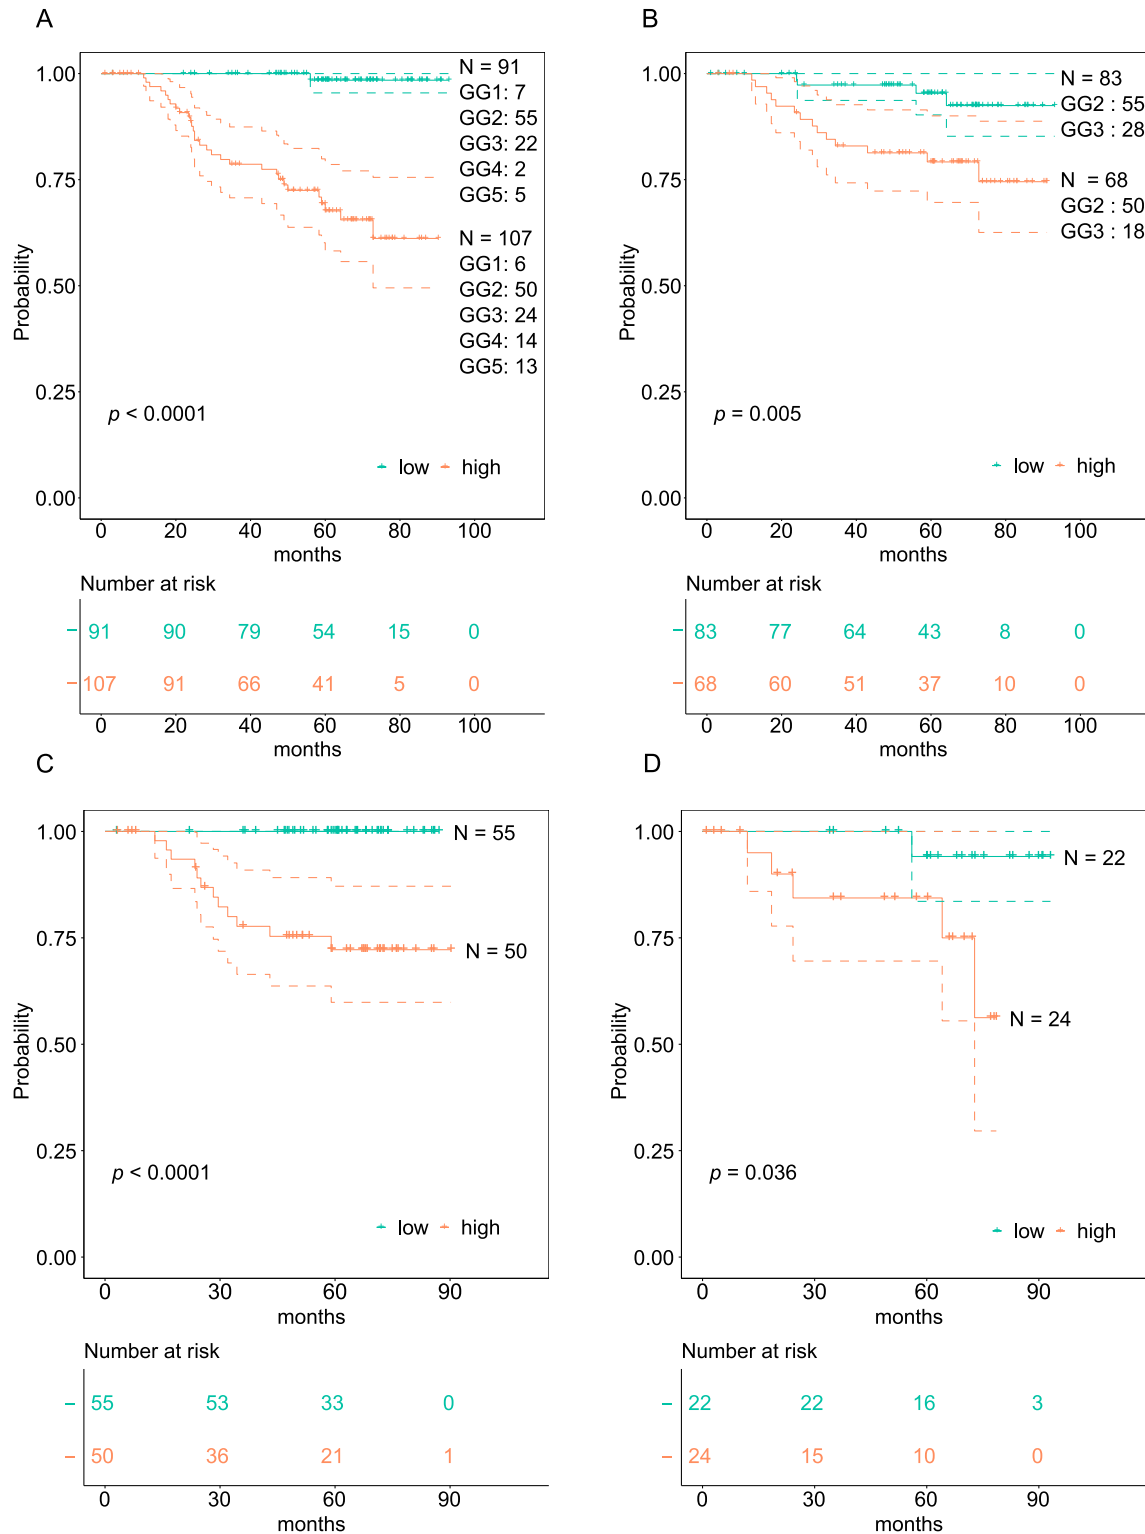 A
Probability
1.00
0.75
0.50
0.25
0.00
N = 91
GG1: 7
GG2: 55
GG3: 22
GG4: 2
GG5: 5
N = 107
GG1: 6
GG2: 50
GG3: 24
GG4: 14
GG5: 13
p < 0.0001
low high
0 20 40 60 80 100
months
Number at risk
91 90 79 54 15 0
107 91 66 41 5 0
0 20 40 60 80 100
months
B
Probability
1.00
0.75
0.50
0.25
0.00
N = 83
GG2 : 55
GG3 : 28
N = 68
GG2 : 50
GG3 : 18
p = 0.005
low high
0 20 40 60 80 100
months
Number at risk
83 77 64 43 8 0
68 60 51 37 10 0
0 20 40 60 80 100
months
C
Probability
1.00
0.75
0.50
0.25
0.00
N = 55
N = 50
p < 0.0001
low high
0 30 60 90
months
Number at risk
55 53 33 0
50 36 21 1
0 30 60 90
months
D
Probability
1.00
0.75
0.50
0.25
0.00
N = 22
N = 24
p = 0.036
low high
0 30 60 90
months
Number at risk
22 22 16 3
24 15 10 0
0 30 60 90
months